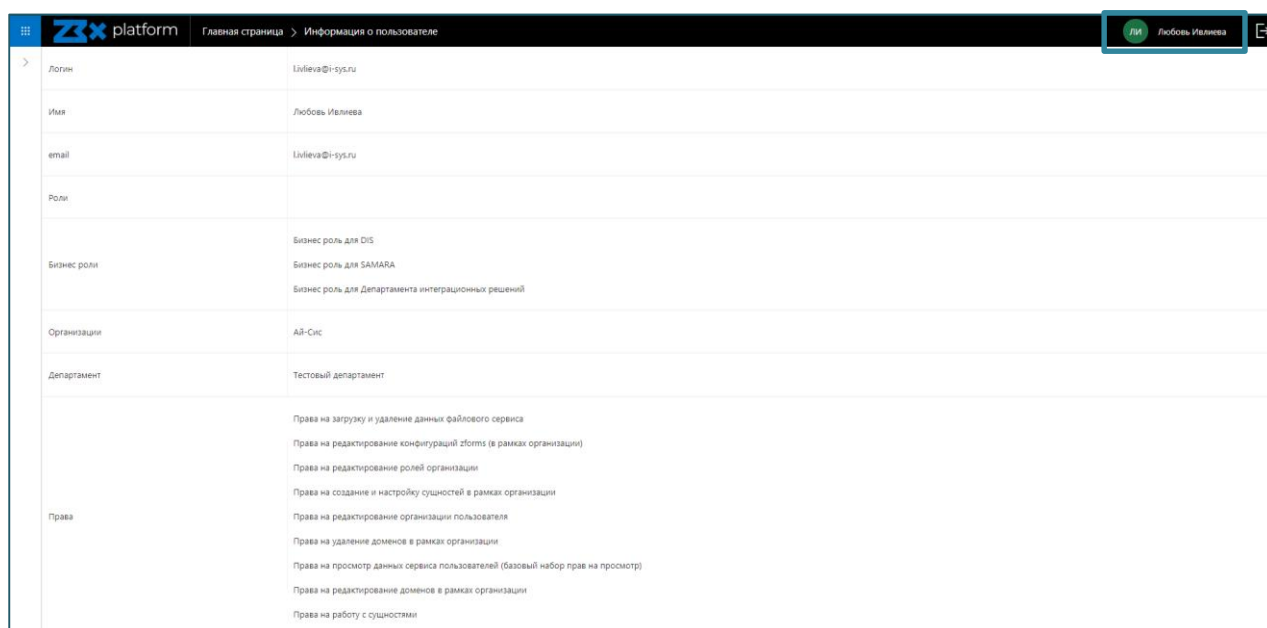 Z3X platform Главная страница > Информация о пользователе ЛИ Любовь Ивлиева
Логин l.ivlieva@i-sys.ru
Имя Любовь Ивлиева
email l.ivlieva@i-sys.ru
Роли
Бизнес роли
Бизнес роль для DIS
Бизнес роль для SAMARA
Бизнес роль для Департамента интеграционных решений
Организации Ай-Сис
Департамент Тестовый департамент
Права
Права на загрузку и удаление данных файлового сервиса
Права на редактирование конфигураций zforms (в рамках организации)
Права на редактирование ролей организации
Права на создание и настройку сущностей в рамках организации
Права на редактирование организации пользователя
Права на удаление доменов в рамках организации
Права на просмотр данных сервиса пользователей (базовый набор прав на просмотр)
Права на редактирование доменов в рамках организации
Права на работу с сущностями